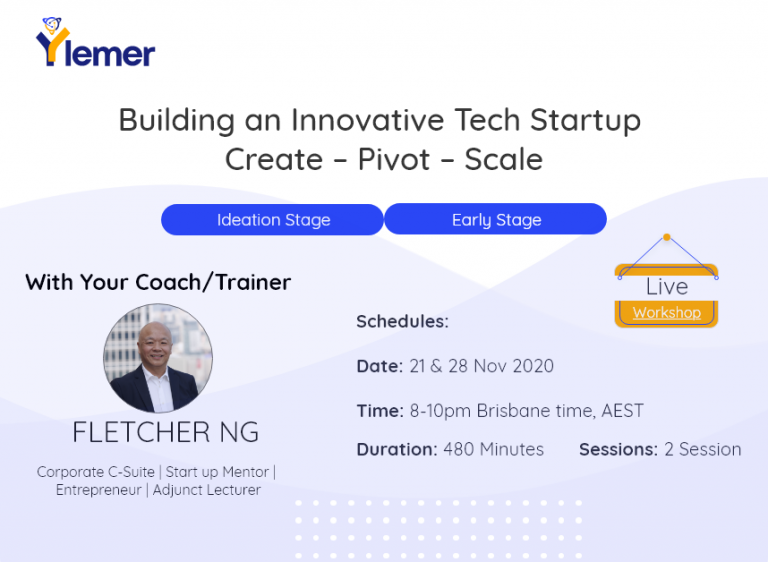 Ylemer
Building an Innovative Tech Startup
Create – Pivot – Scale
Ideation Stage
Early Stage
With Your Coach/Trainer
Live
Workshop
Schedules:
Date: 21 & 28 Nov 2020
Time: 8-10pm Brisbane time, AEST
Duration: 480 Minutes
Sessions: 2 Session
FLETCHER NG
Corporate C-Suite | Start up Mentor |
Entrepreneur | Adjunct Lecturer